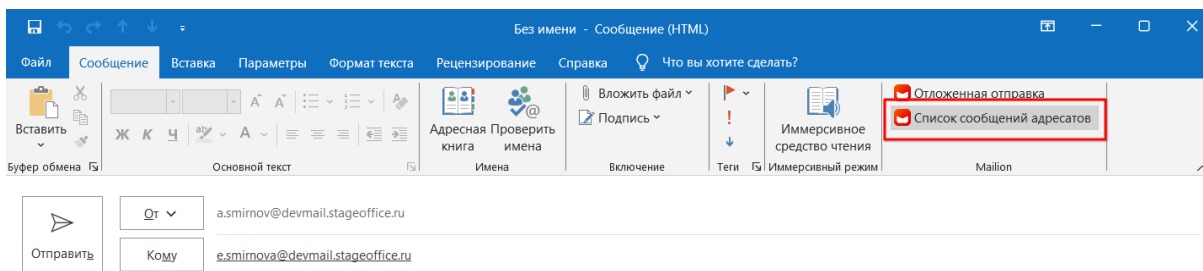 Без имени - Сообщение (HTML)
Файл Сообщение Вставка Параметры Формат текста Рецензирование Справка Что вы хотите сделать?
Вставить
Буфер обмена
Ж К Ч
ab
А
Основной текст
Адресная книга
Проверить имена
Имена
Вложить файл
Подпись
Включение
Теги
Иммерсивное
средство чтения
Иммерсивный режим
Отложенная отправка
Список сообщений адресатов
Mailion
Отправить
От a.smirnov@devmail.stageoffice.ru
Кому e.smirnova@devmail.stageoffice.ru